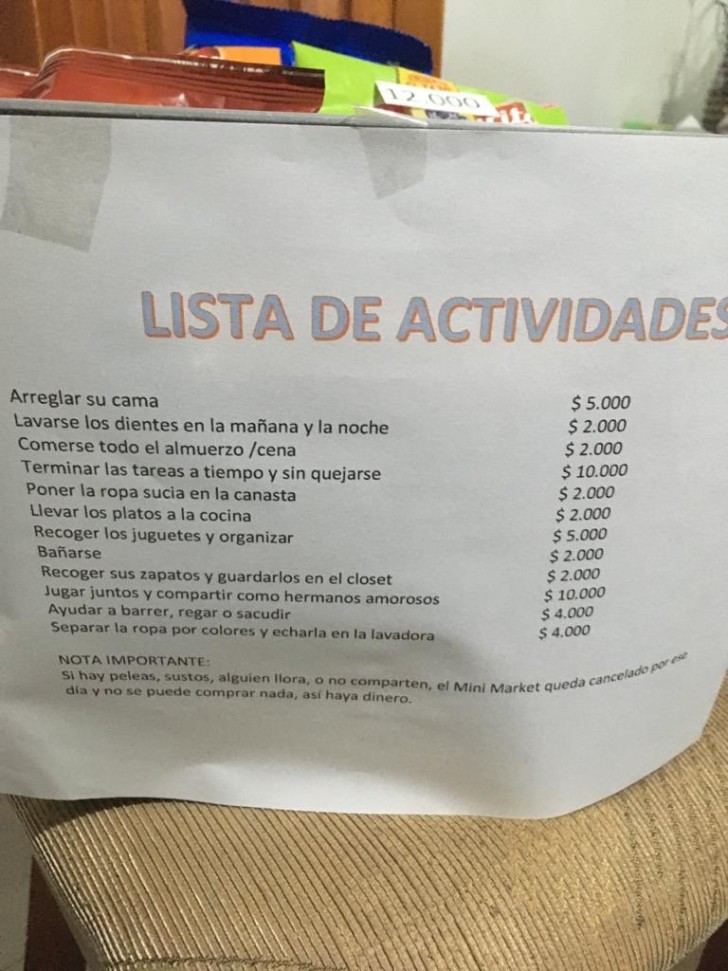 12.000
LISTA DE ACTIVIDADES
Arreglar su cama $ 5.000
Lavarse los dientes en la mañana y la noche $ 2.000
Comerse todo el almuerzo /cena $ 2.000
Terminar las tareas a tiempo y sin quejarse $ 10.000
Poner la ropa sucia en la canasta $ 2.000
Llevar los platos a la cocina $ 2.000
Recoger los juguetes y organizar $ 5.000
Bañarse $ 2.000
Recoger sus zapatos y guardarlos en el closet $ 2.000
Jugar juntos y compartir como hermanos amorosos $ 10.000
Ayudar a barrer, regar o sacudir $ 4.000
Separar la ropa por colores y echarla en la lavadora $ 4.000
NOTA IMPORTANTE:
Si hay peleas, sustos, alguien llora, o no comparten, el Mini Market queda cancelado por ese
día y no se puede comprar nada, así haya dinero.